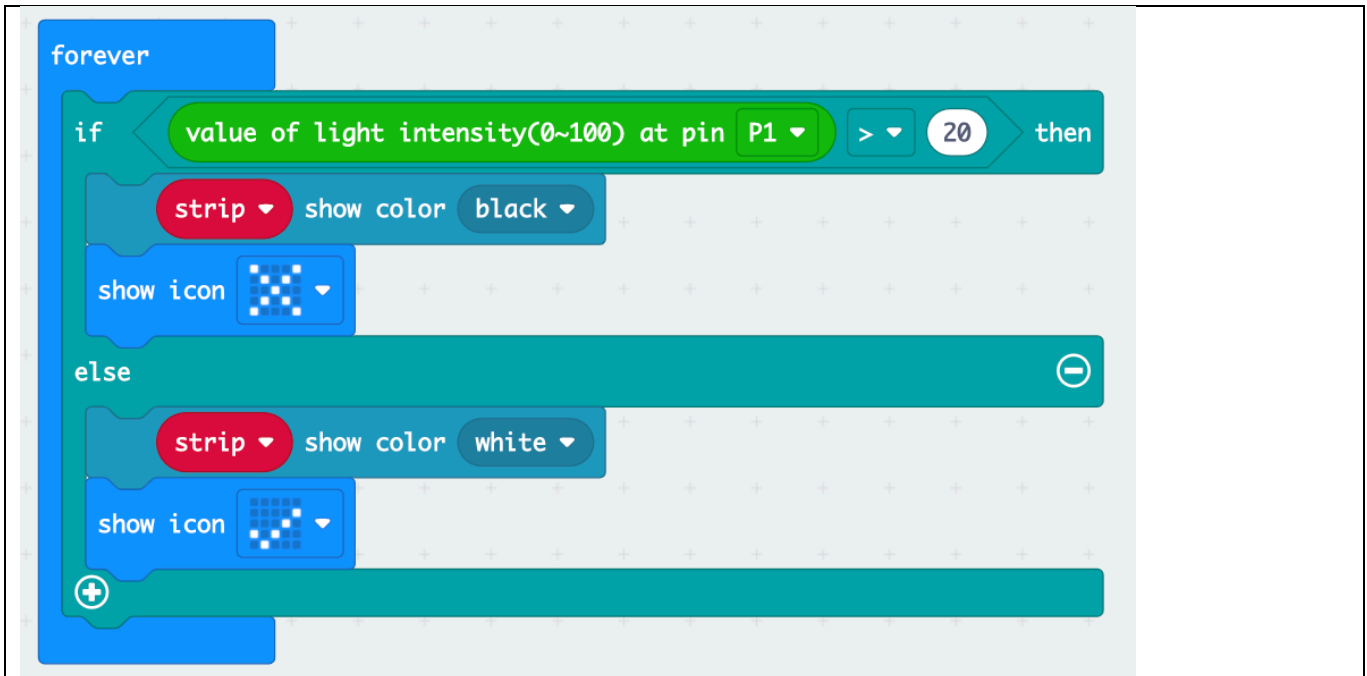 forever
if value of light intensity(0~100) at pin P1 > 20 then
strip show color black
show icon
else
strip show color white
show icon